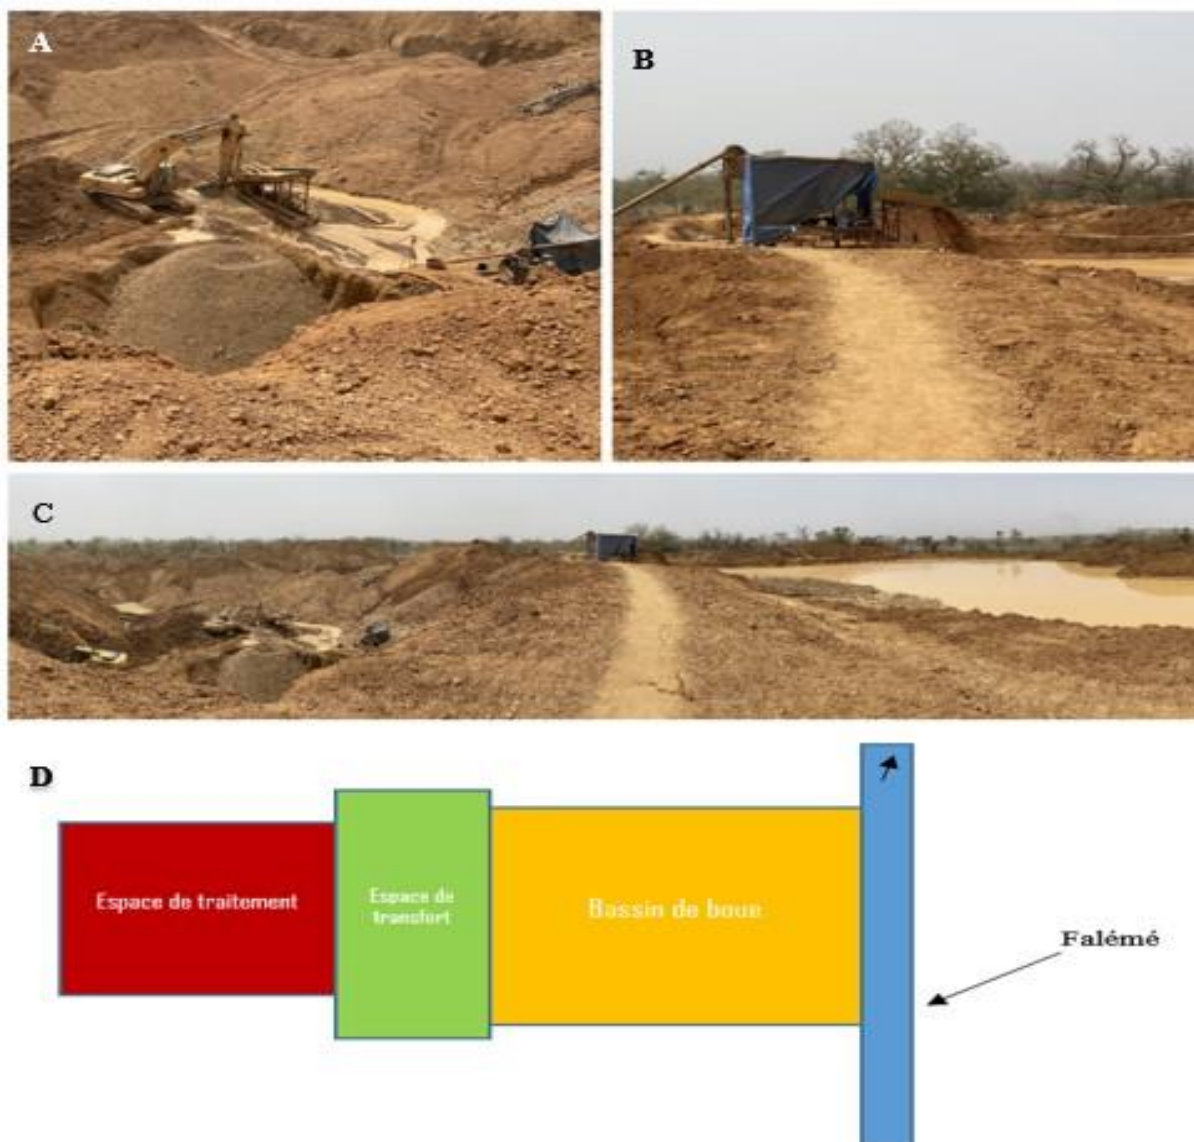 A
B
C
D
Espace de traitement
Espace de
transfort
Bassin de boue
Falémé